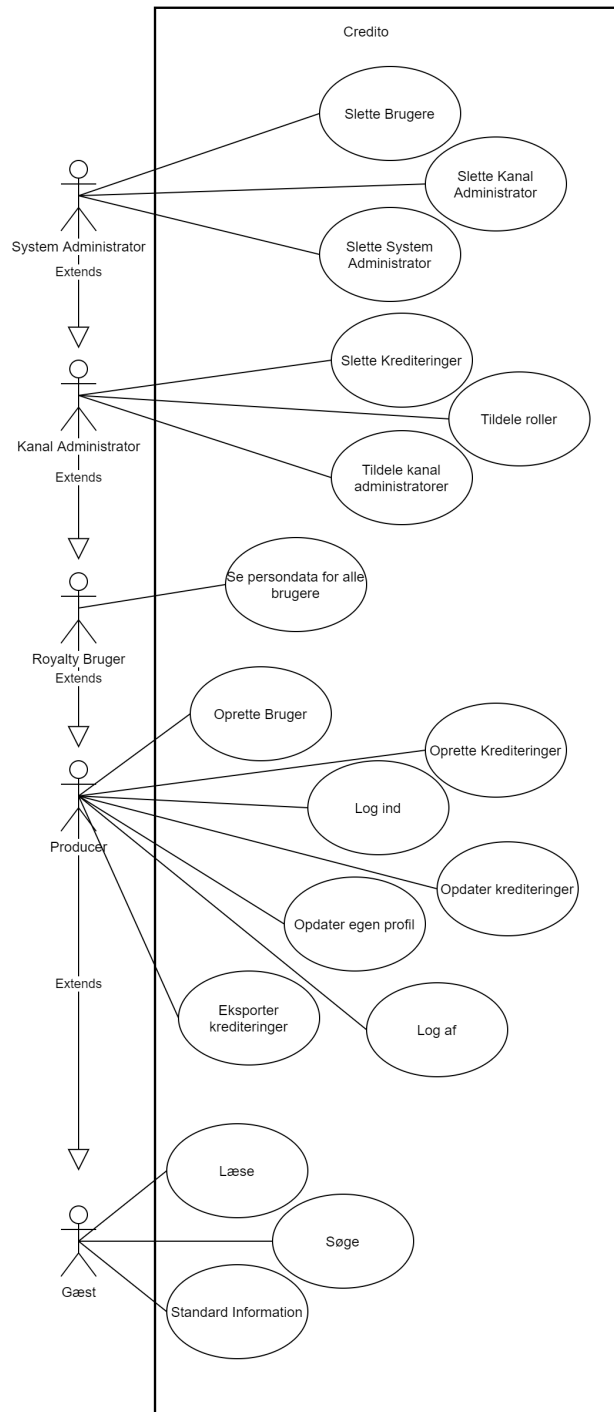 Credito
Slette Brugere
Slette Kanal
Administrator
System Administrator
Slette System
Administrator
Extends
Slette Krediteringer
Tildele roller
Kanal Administrator
Tildele kanal
administratorer
Extends
Se persondata for alle
brugere
Royalty Bruger
Extends
Oprette Bruger
Oprette Krediteringer
Log ind
Producer
Opdater krediteringer
Opdater egen profil
Extends
Eksporter
krediteringer
Log af
Læse
Søge
Gæst
Standard Information